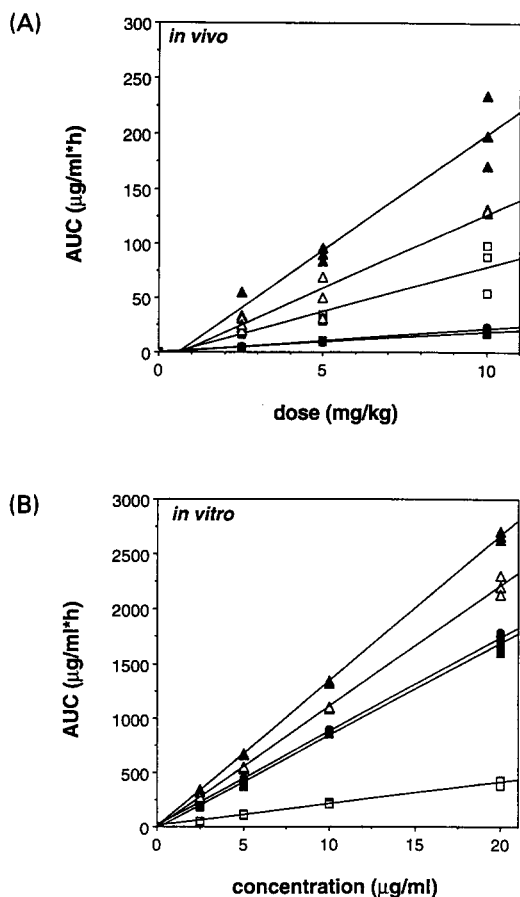 (A)
in vivo
300
250
200
150
100
50
0
AUC (µg/ml*h)
0
5
10
dose (mg/kg)
(B)
in vitro
3000
2500
2000
1500
1000
500
0
AUC (µg/ml*h)
0
5
10
15
20
concentration (µg/ml)